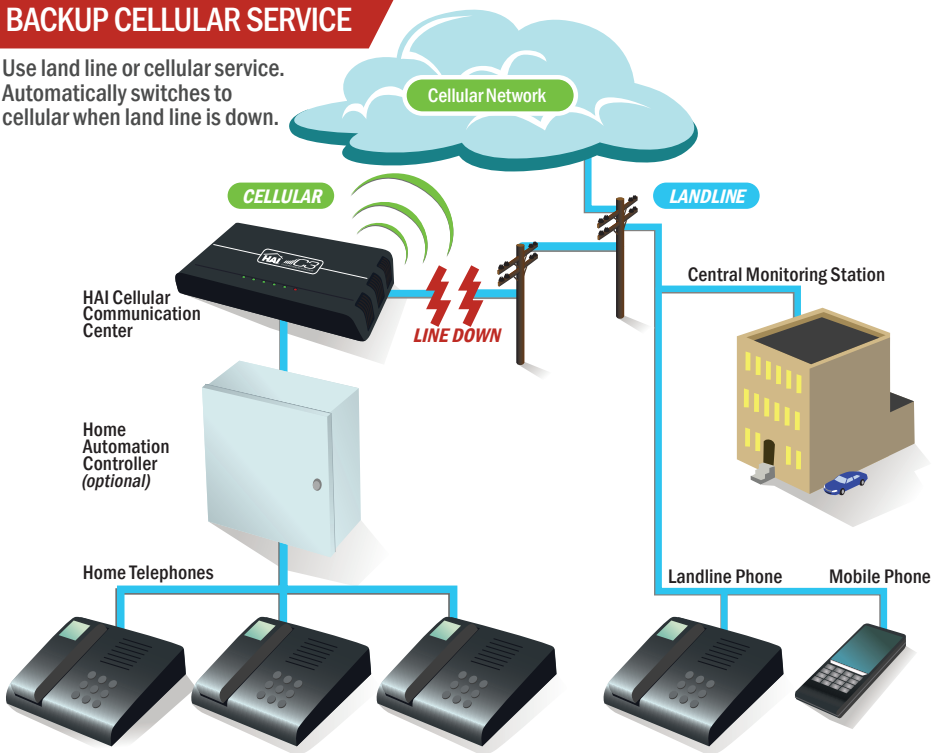 BACKUP CELLULAR SERVICE
Use land line or cellular service.
Automatically switches to
cellular when land line is down.
Cellular Network
CELLULAR
LANDLINE
HAI C3
HAI Cellular
Communication
Center
LINE DOWN
Central Monitoring Station
Home
Automation
Controller
(optional)
Home Telephones
Landline Phone
Mobile Phone